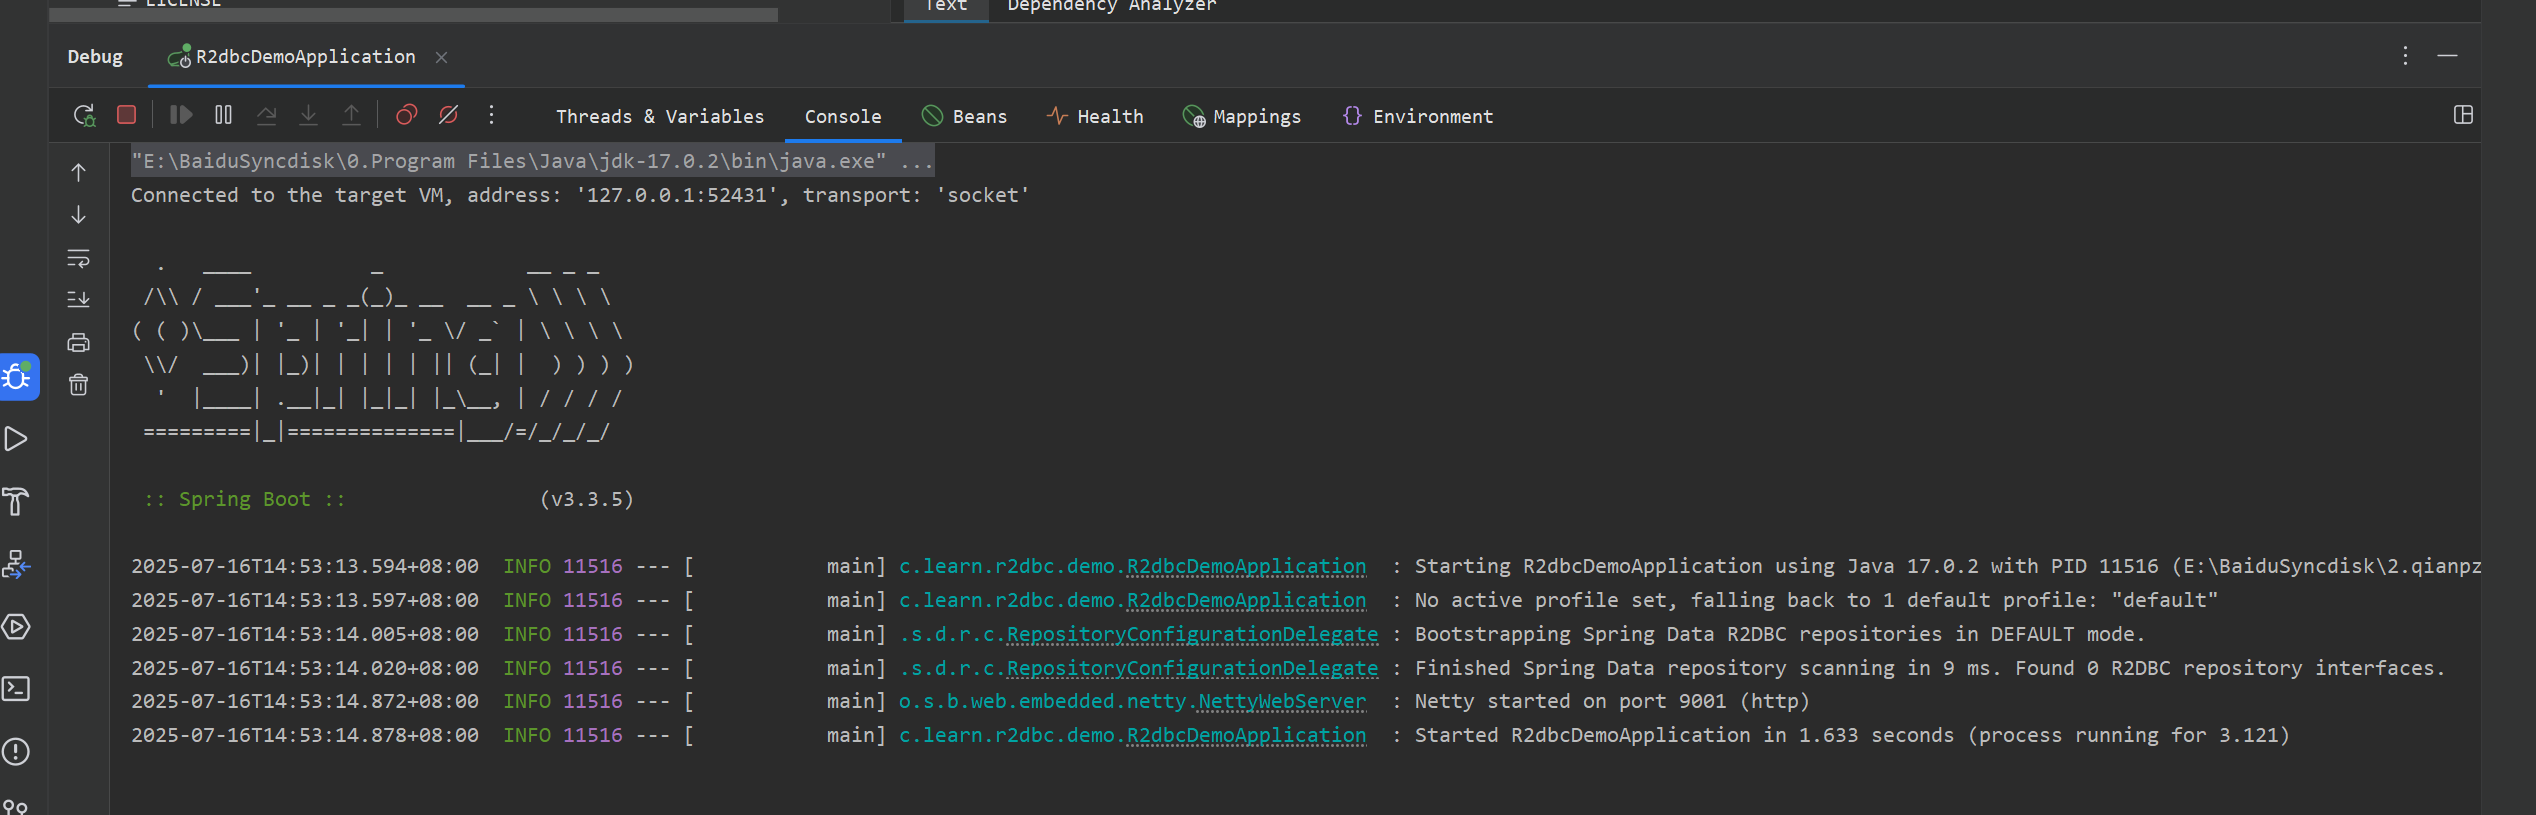 LICENSE
Text Dependency Analyzer
Debug R2dbcDemoApplication
Threads & Variables Console Beans Health Mappings Environment
"E:\BaiduSyncdisk\0.Program Files\Java\jdk-17.0.2\bin\java.exe" ...
Connected to the target VM, address: '127.0.0.1:52431', transport: 'socket'
  .   ____          _            __ _ _
 /\\ / ___'_ __ _ _(_)_ __  __ _ \ \ \ \
( ( )\___ | '_ | '_| | '_ \/ _` | \ \ \ \
 \\/  ___)| |_)| | | | | || (_| |  ) ) ) )
  '  |____| .__|_| |_|_| |_\__, | / / / /
 =========|_|==============|___/=/_/_/_/
 :: Spring Boot ::                (v3.3.5)
2025-07-16T14:53:13.594+08:00  INFO 11516 --- [           main] c.learn.r2dbc.demo.R2dbcDemoApplication  : Starting R2dbcDemoApplication using Java 17.0.2 with PID 11516 (E:\BaiduSyncdisk\2.qianpz
2025-07-16T14:53:13.597+08:00  INFO 11516 --- [           main] c.learn.r2dbc.demo.R2dbcDemoApplication  : No active profile set, falling back to 1 default profile: "default"
2025-07-16T14:53:14.005+08:00  INFO 11516 --- [           main] .s.d.r.c.RepositoryConfigurationDelegate : Bootstrapping Spring Data R2DBC repositories in DEFAULT mode.
2025-07-16T14:53:14.020+08:00  INFO 11516 --- [           main] .s.d.r.c.RepositoryConfigurationDelegate : Finished Spring Data repository scanning in 9 ms. Found 0 R2DBC repository interfaces.
2025-07-16T14:53:14.872+08:00  INFO 11516 --- [           main] o.s.b.web.embedded.netty.NettyWebServer  : Netty started on port 9001 (http)
2025-07-16T14:53:14.878+08:00  INFO 11516 --- [           main] c.learn.r2dbc.demo.R2dbcDemoApplication  : Started R2dbcDemoApplication in 1.633 seconds (process running for 3.121)